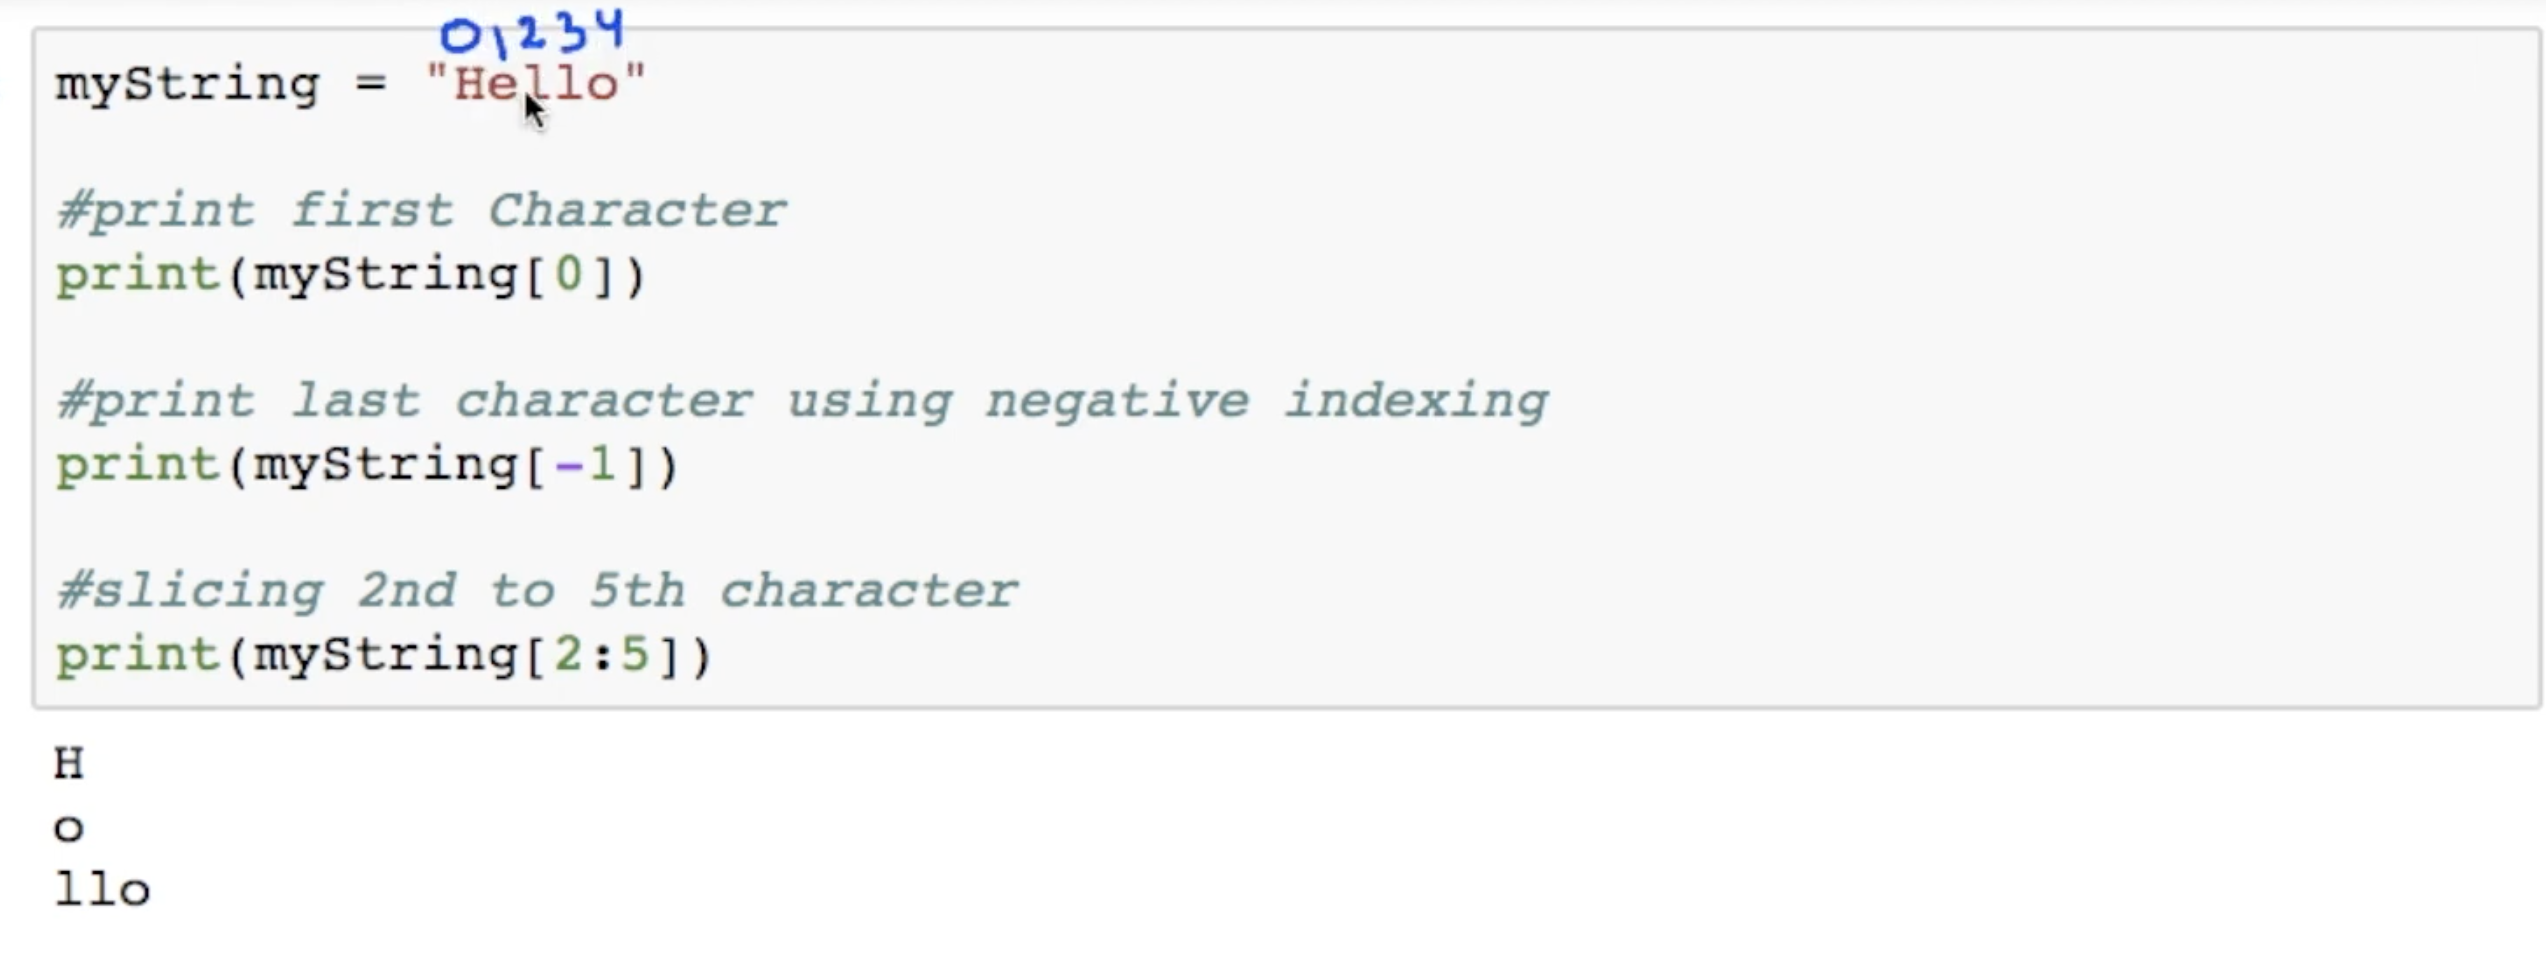 01234
myString = "Hello"
#print first Character
print(myString[0])
#print last character using negative indexing
print(myString[-1])
#slicing 2nd to 5th character
print(myString[2:5])
H
o
llo